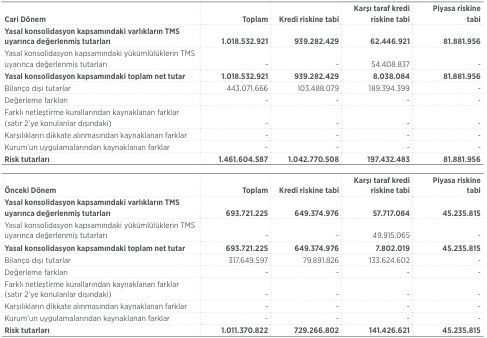 Cari Dönem Toplam Kredi riskine tabi Karşı taraf kredi riskine tabi Piyasa riskine tabi
Yasal konsolidasyon kapsamındaki varlıkların TMS
uyarınca değerlenmiş tutarları 1.018.532.921 939.282.429 62.446.921 81.881.956
Yasal konsolidasyon kapsamındaki yükümlülüklerin TMS
uyarınca değerlenmiş tutarları - - 54.408.837 -
Yasal konsolidasyon kapsamındaki toplam net tutar 1.018.532.921 939.282.429 8.038.084 81.881.956
Bilanço dışı tutarlar 443.071.666 103.488.079 189.394.399 -
Değerleme farkları - - - -
Farklı netleştirme kurallarından kaynaklanan farklar
(satır 2'ye konulanlar dışındaki) - - - -
Karşılıkların dikkate alınmasından kaynaklanan farklar - - - -
Kurum'un uygulamalarından kaynaklanan farklar - - - -
Risk tutarları 1.461.604.587 1.042.770.508 197.432.483 81.881.956
Önceki Dönem Toplam Kredi riskine tabi Karşı taraf kredi riskine tabi Piyasa riskine tabi
Yasal konsolidasyon kapsamındaki varlıkların TMS
uyarınca değerlenmiş tutarları 693.721.225 649.374.976 57.717.084 45.235.815
Yasal konsolidasyon kapsamındaki yükümlülüklerin TMS
uyarınca değerlenmiş tutarları - - 49.915.065 -
Yasal konsolidasyon kapsamındaki toplam net tutar 693.721.225 649.374.976 7.802.019 45.235.815
Bilanço dışı tutarlar 317.649.597 79.891.826 133.624.602 -
Değerleme farkları - - - -
Farklı netleştirme kurallarından kaynaklanan farklar
(satır 2'ye konulanlar dışındaki) - - - -
Karşılıkların dikkate alınmasından kaynaklanan farklar - - - -
Kurum'un uygulamalarından kaynaklanan farklar - - - -
Risk tutarları 1.011.370.822 729.266.802 141.426.621 45.235.815